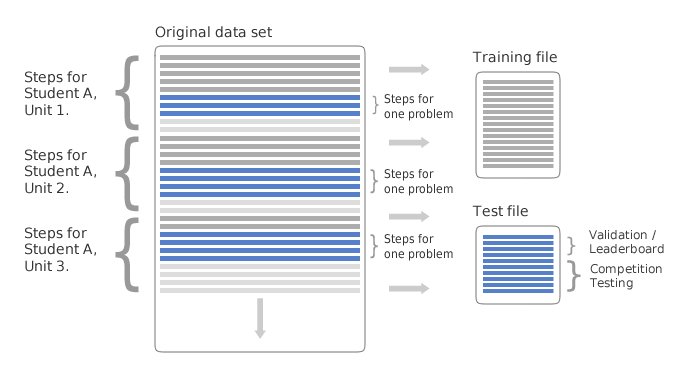 Original data set
Steps for
Student A,
Unit 1.
Steps for
one problem
Steps for
Student A,
Unit 2.
Steps for
one problem
Steps for
Student A,
Unit 3.
Steps for
one problem
Training file
Test file
Validation /
Leaderboard
Competition
Testing